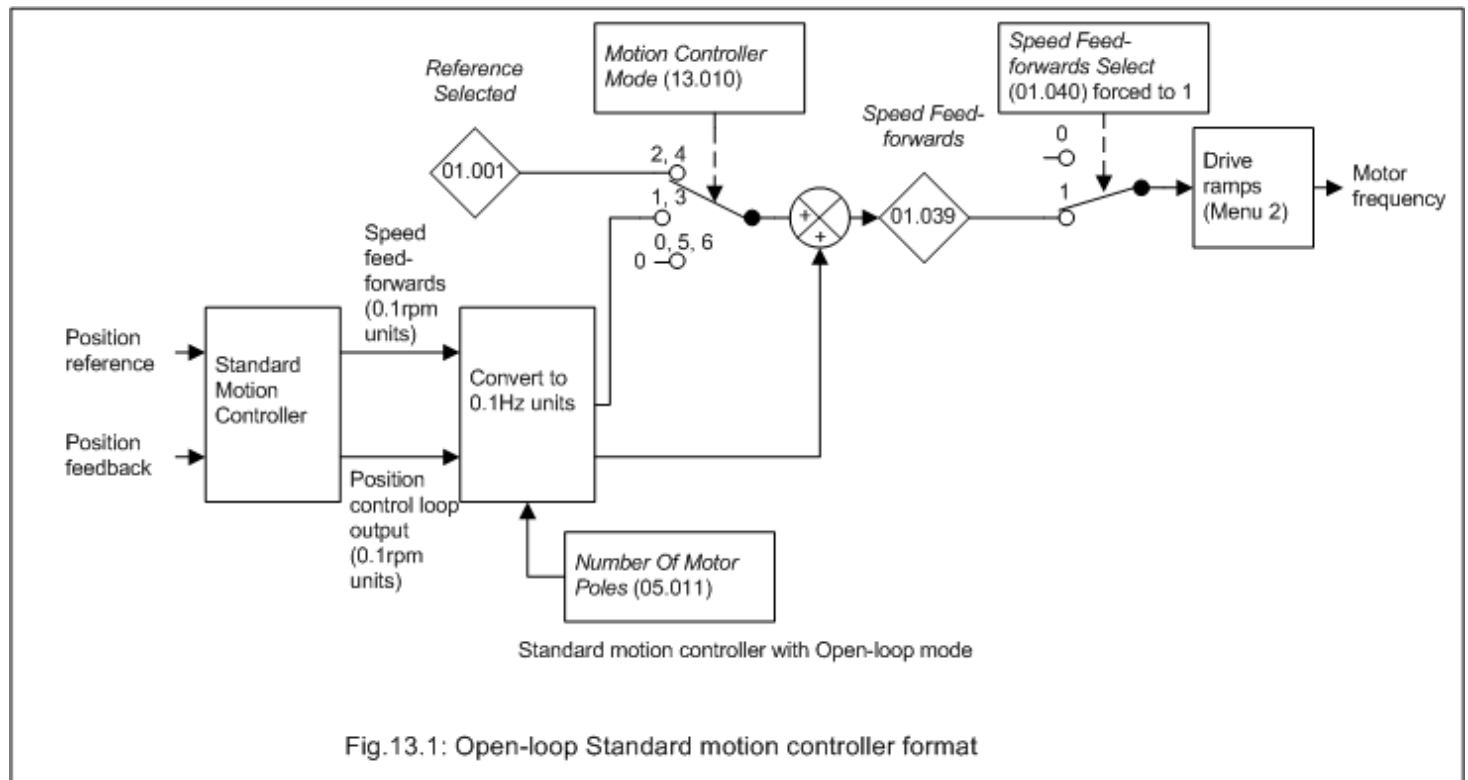 Reference
Selected
01.001
Motion Controller
Mode (13.010)
2, 4
1, 3
0, 5, 6
0
Speed Feed-
forwards
01.039
Speed Feed-
forwards Select
(01.040) forced to 1
0
1
Drive
ramps
(Menu 2)
Motor
frequency
+
+
Speed
feed-
forwards
(0.1rpm
units)
Position
reference
Position
feedback
Standard
Motion
Controller
Convert to
0.1Hz units
Position
control loop
output
(0.1rpm
units)
Number Of Motor
Poles (05.011)
Standard motion controller with Open-loop mode
Fig.13.1: Open-loop Standard motion controller format